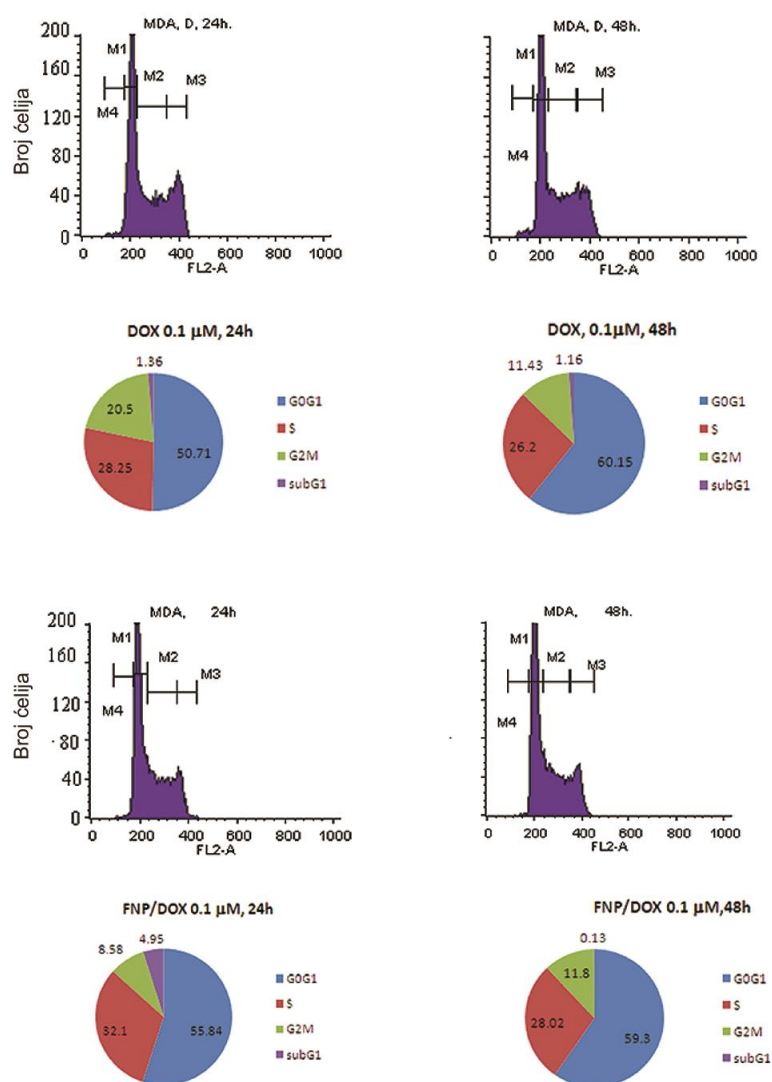 MDA, D, 24h.
200
160
120
80
40
0
M1
M2
M3
M4
Broj ćelija
0 200 400 600 800 1000
FL2-A
MDA, D, 48h.
M1
M2
M3
M4
0 200 400 600 800 1000
FL2-A
DOX 0.1 µM, 24h
1.36
20.5
28.25
50.71
G0G1
S
G2M
subG1
DOX, 0.1µM, 48h
11.43
1.16
26.2
60.15
G0G1
S
G2M
subG1
MDA, 24h
200
160
120
80
40
0
M1
M2
M3
M4
Broj ćelija
0 200 400 600 800 1000
FL2-A
MDA, 48h.
M1
M2
M3
M4
0 200 400 600 800 1000
FL2-A
FNP/DOX 0.1 µM, 24h
8.58
4.95
32.1
55.84
G0G1
S
G2M
subG1
FNP/DOX 0.1 µM,48h
0.13
11.8
28.02
59.3
G0G1
S
G2M
subG1